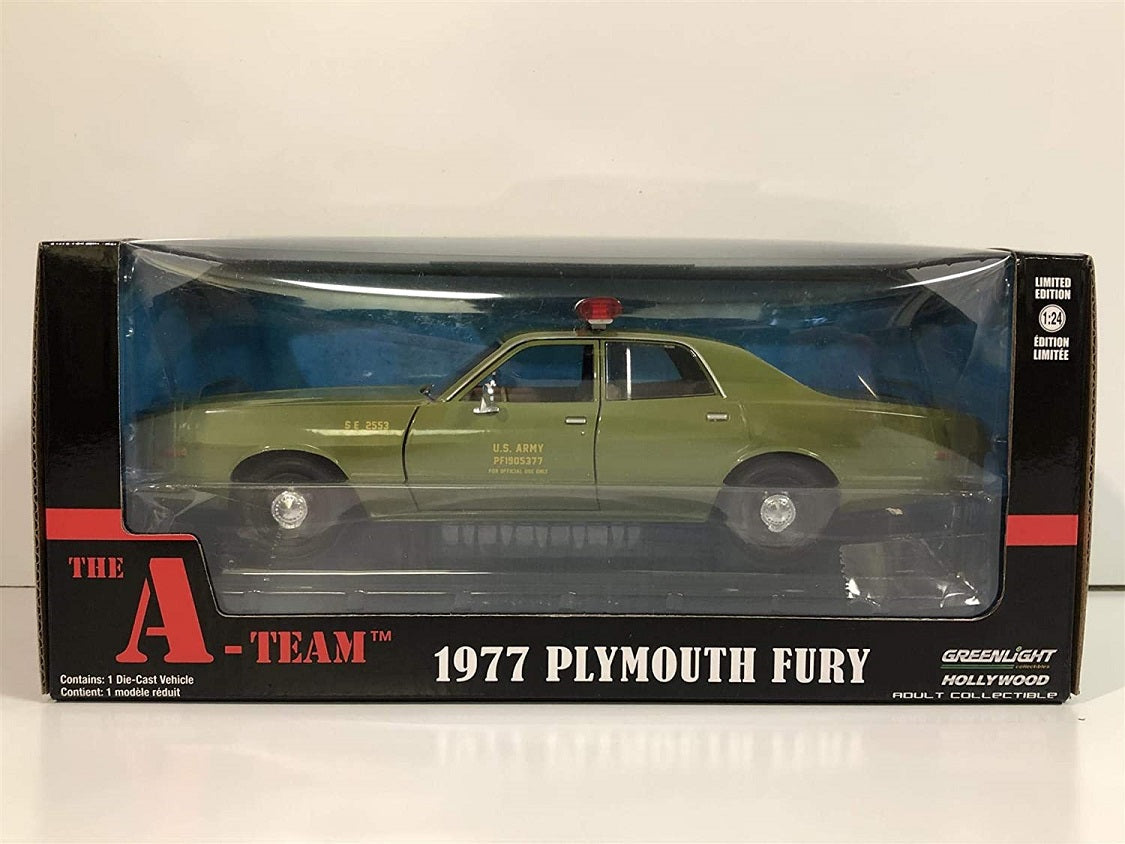 LIMITED
EDITION
1:24
ÉDITION
LIMITÉE
S E 2553
U.S. ARMY
PF1905377
FOR OFFICIAL USE ONLY
THE
A-TEAM™
1977 PLYMOUTH FURY
Contains: 1 Die-Cast Vehicle
Contient: 1 modèle réduit
GREENLiGHT
collectibles
HOLLYWOOD
ADULT COLLECTIBLE